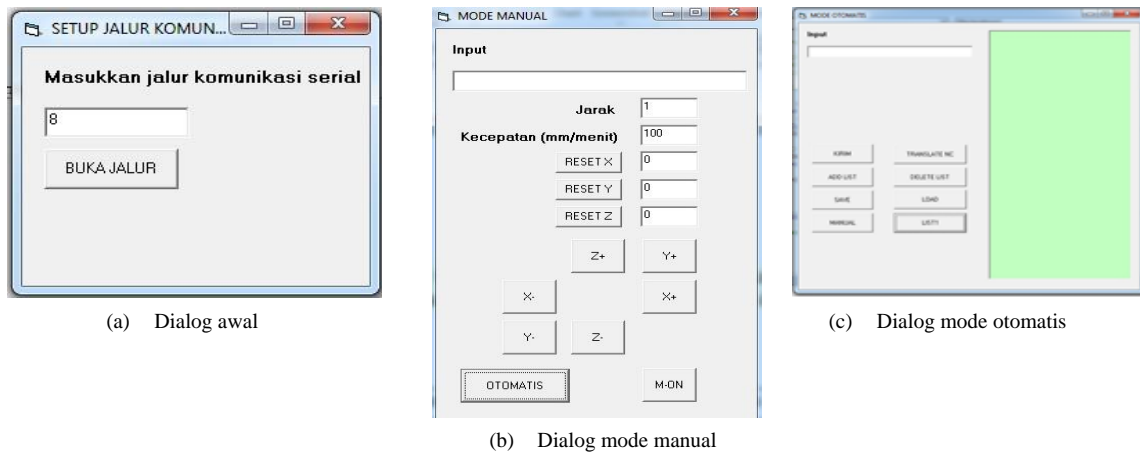 SETUP JALUR KOMUN...
Masukkan jalur komunikasi serial
8
BUKA JALUR
(a) Dialog awal
MODE MANUAL
Input
Jarak 1
Kecepatan (mm/menit) 100
RESET X 0
RESET Y 0
RESET Z 0
Z+ Y+
X- X+
Y- Z-
OTOMATIS M-ON
(b) Dialog mode manual
MODE OTOMATIS
Input
KIRIM TRANSLATE NC
ADD LIST DELETE LIST
SAVE LOAD
MANUAL LIST1
(c) Dialog mode otomatis